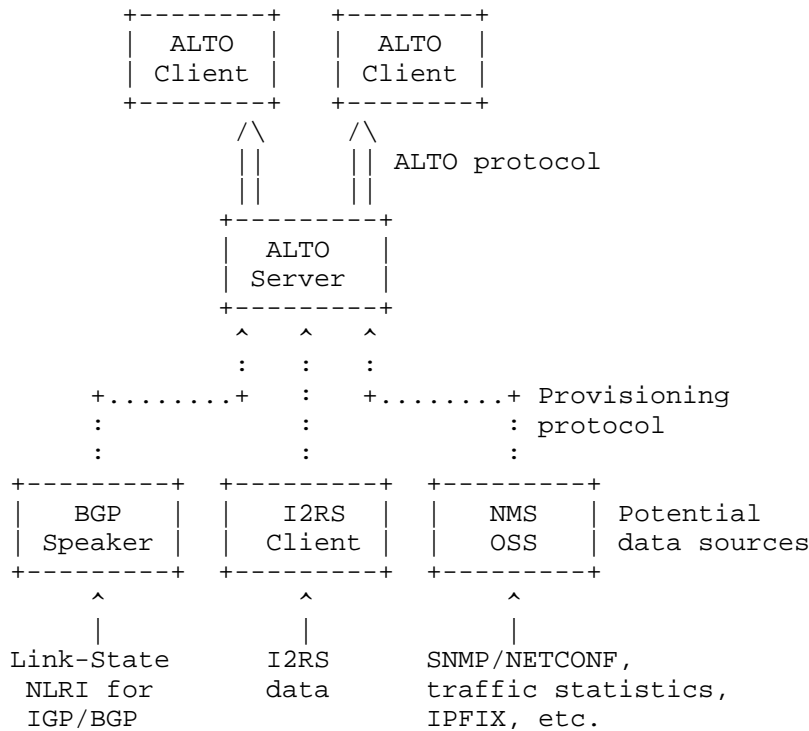 ALTO ALTO
Client Client
ALTO protocol
ALTO
Server
Provisioning
protocol
BGP I2RS NMS Potential
Speaker Client OSS data sources
Link-State I2RS SNMP/NETCONF,
NLRI for data traffic statistics,
IGP/BGP IPFIX, etc.